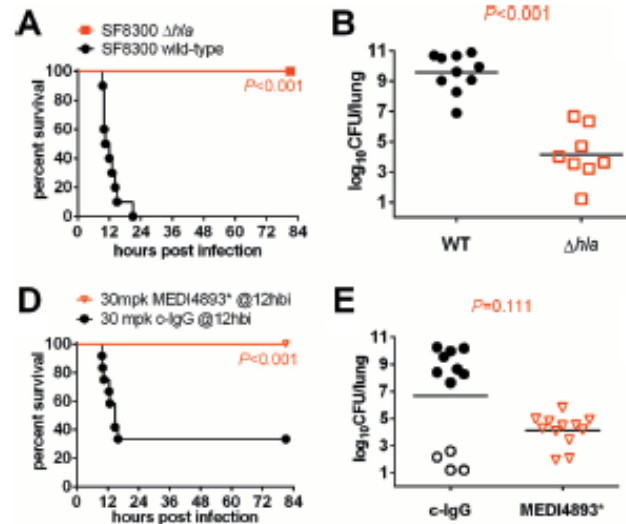 A
SF8300 Δhla
SF8300 wild-type
percent survival
100
80
60
40
20
0
P<0.001
0 12 24 36 48 60 72 84
hours post infection
B
P<0.001
log10CFU/lung
11
9
7
5
3
1
WT Δhla
D
30mpk MEDI4893* @12hbi
30 mpk c-IgG @12hbi
percent survival
100
80
60
40
20
0
P<0.001
0 12 24 36 48 60 72 84
hours post infection
E
P=0.111
log10CFU/lung
11
9
7
5
3
1
c-IgG MEDI4893*